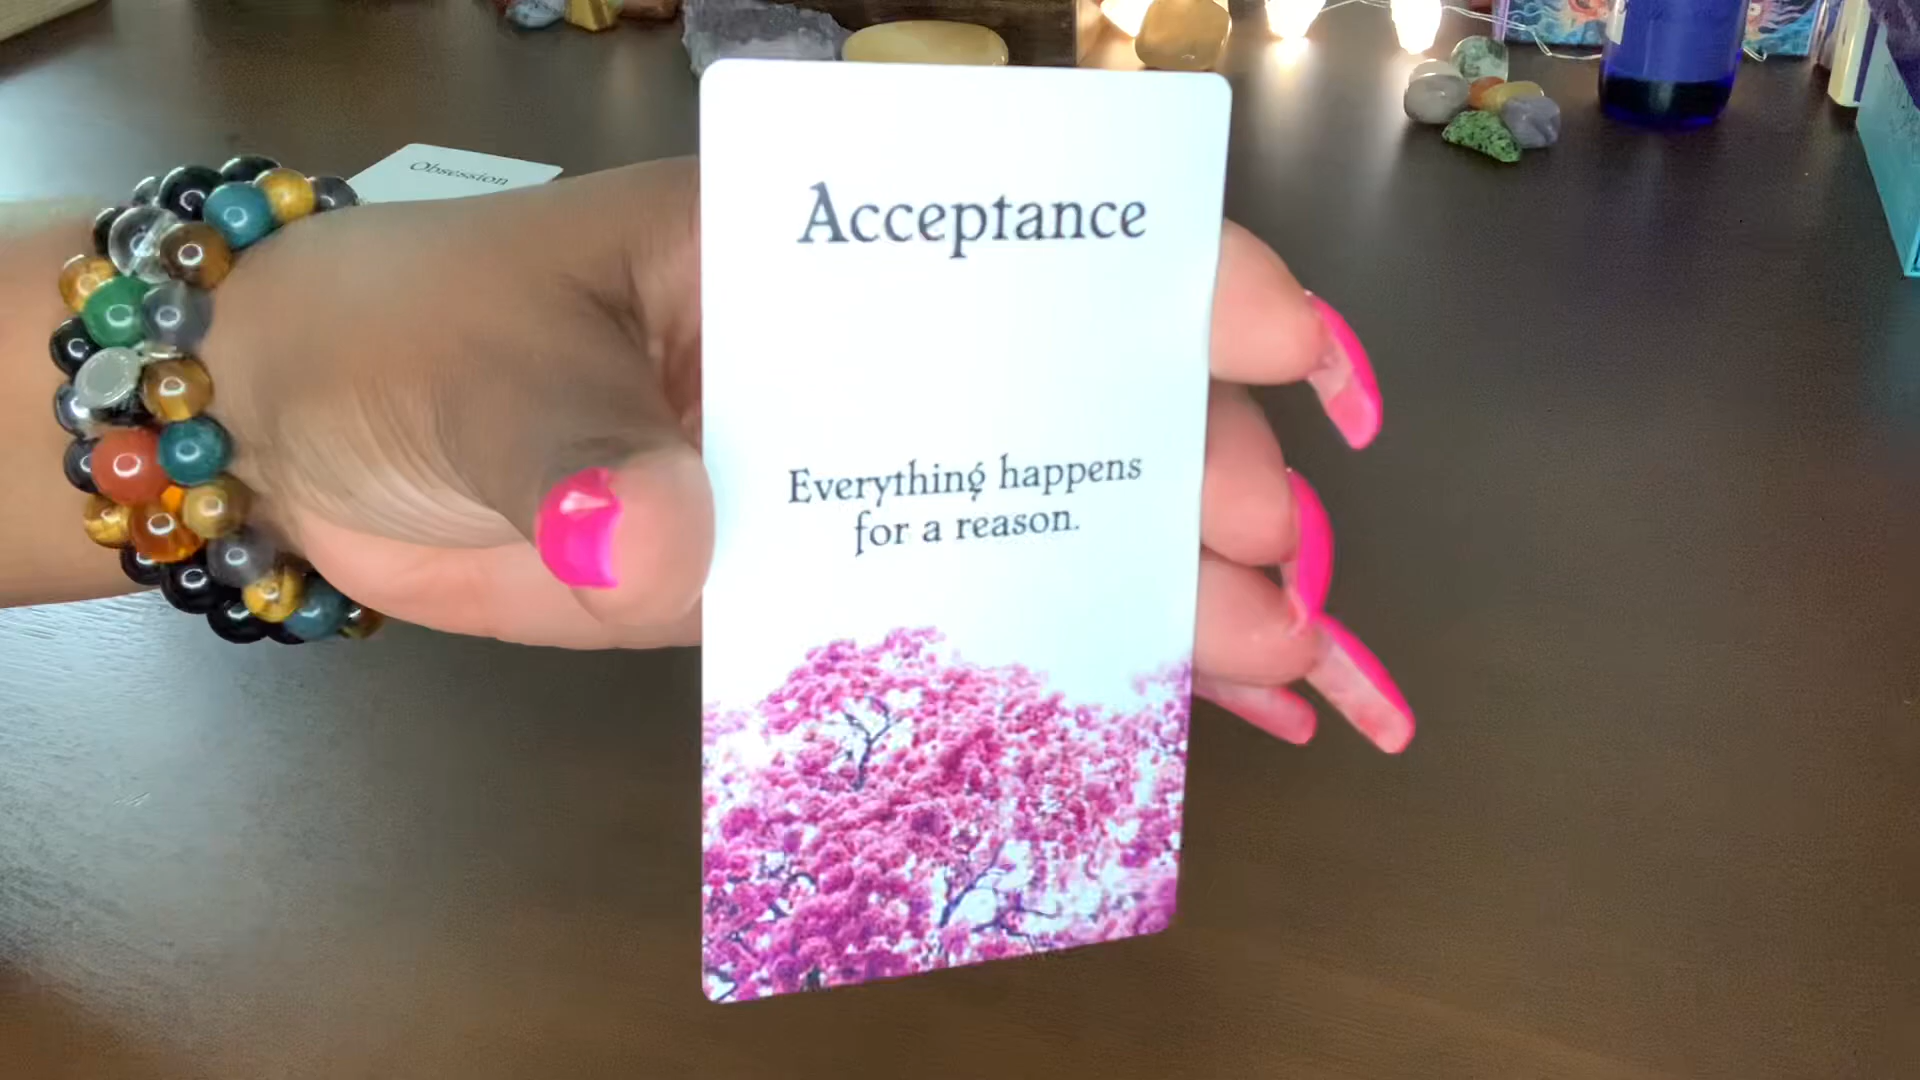 Obsession
Acceptance
Everything happens
for a reason.